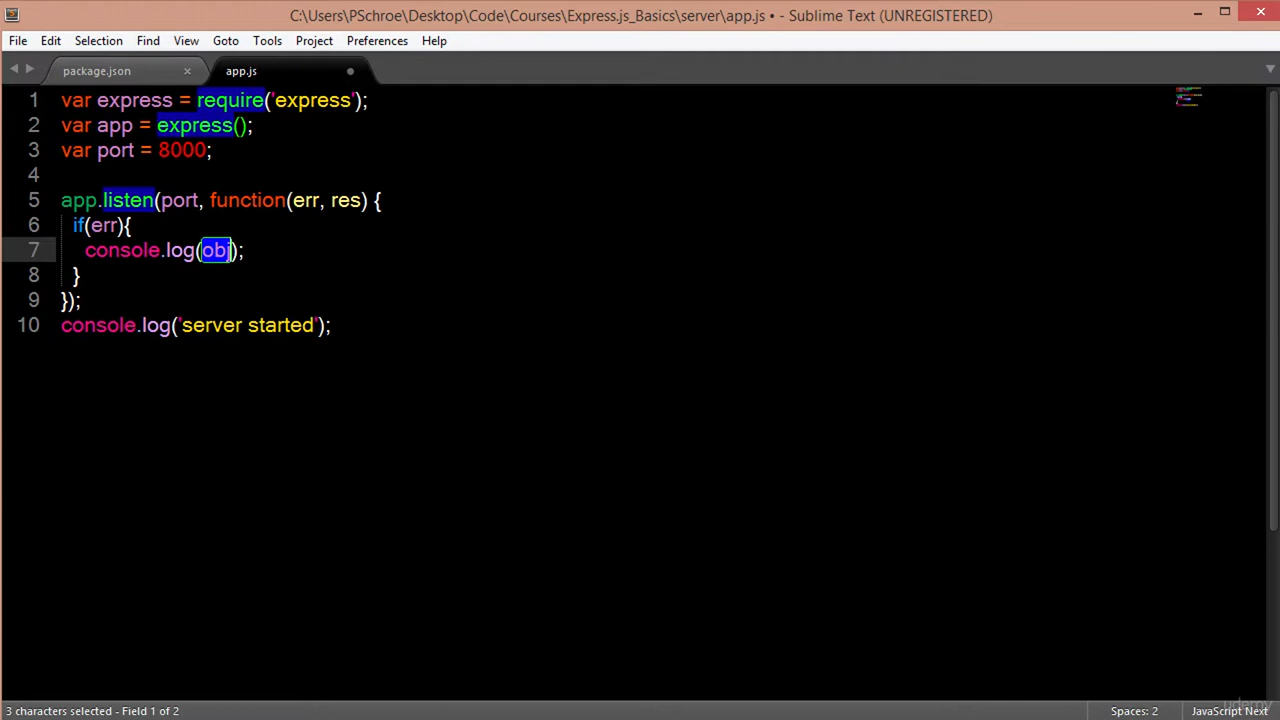 C:\Users\PSchroe\Desktop\Code\Courses\Express.js_Basics\server\app.js • - Sublime Text (UNREGISTERED)
File Edit Selection Find View Goto Tools Project Preferences Help
package.json × app.js
1 var express = require('express');
2 var app = express();
3 var port = 8000;
4
5 app.listen(port, function(err, res) {
6 if(err){
7 console.log(obj);
8 }
9 });
10 console.log('server started');
3 characters selected - Field 1 of 2 Spaces: 2 JavaScript Next
udemy